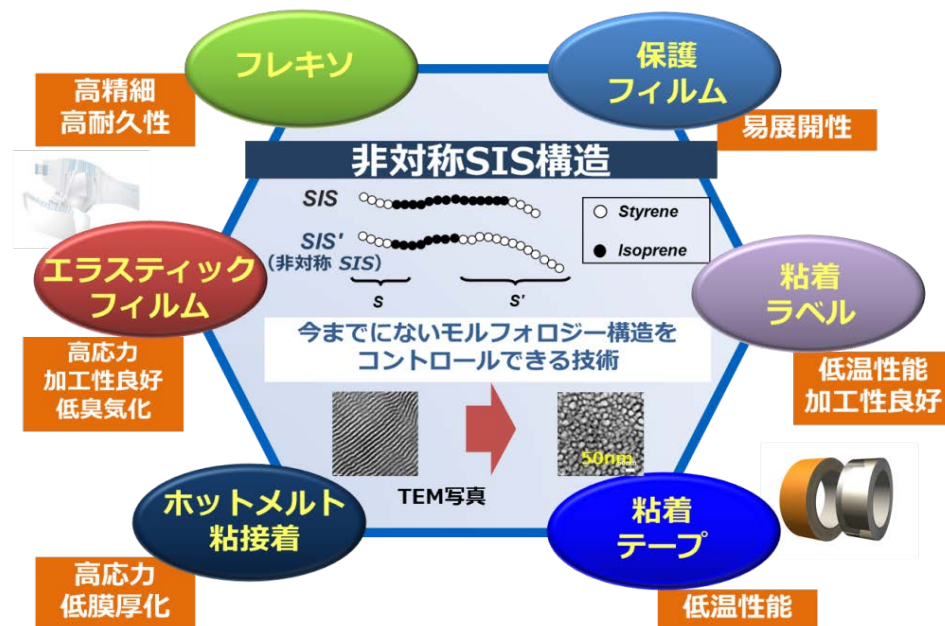 フレキソ
高精細
高耐久性
保護
フィルム
易展開性
非対称SIS構造
SIS
SIS'
(非対称 SIS)
Styrene
Isoprene
S
S'
エラスティック
フィルム
高応力
加工性良好
低臭気化
粘着
ラベル
低温性能
加工性良好
今までにないモルフォロジー構造を
コントロールできる技術
50nm
TEM写真
ホットメルト
粘接着
高応力
低膜厚化
粘着
テープ
低温性能